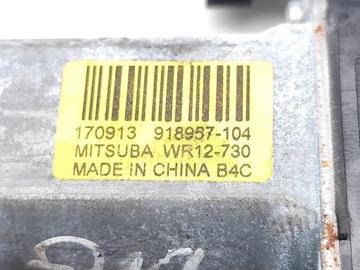 170913 918957-104
MITSUBA WR12-730
MADE IN CHINA B4C